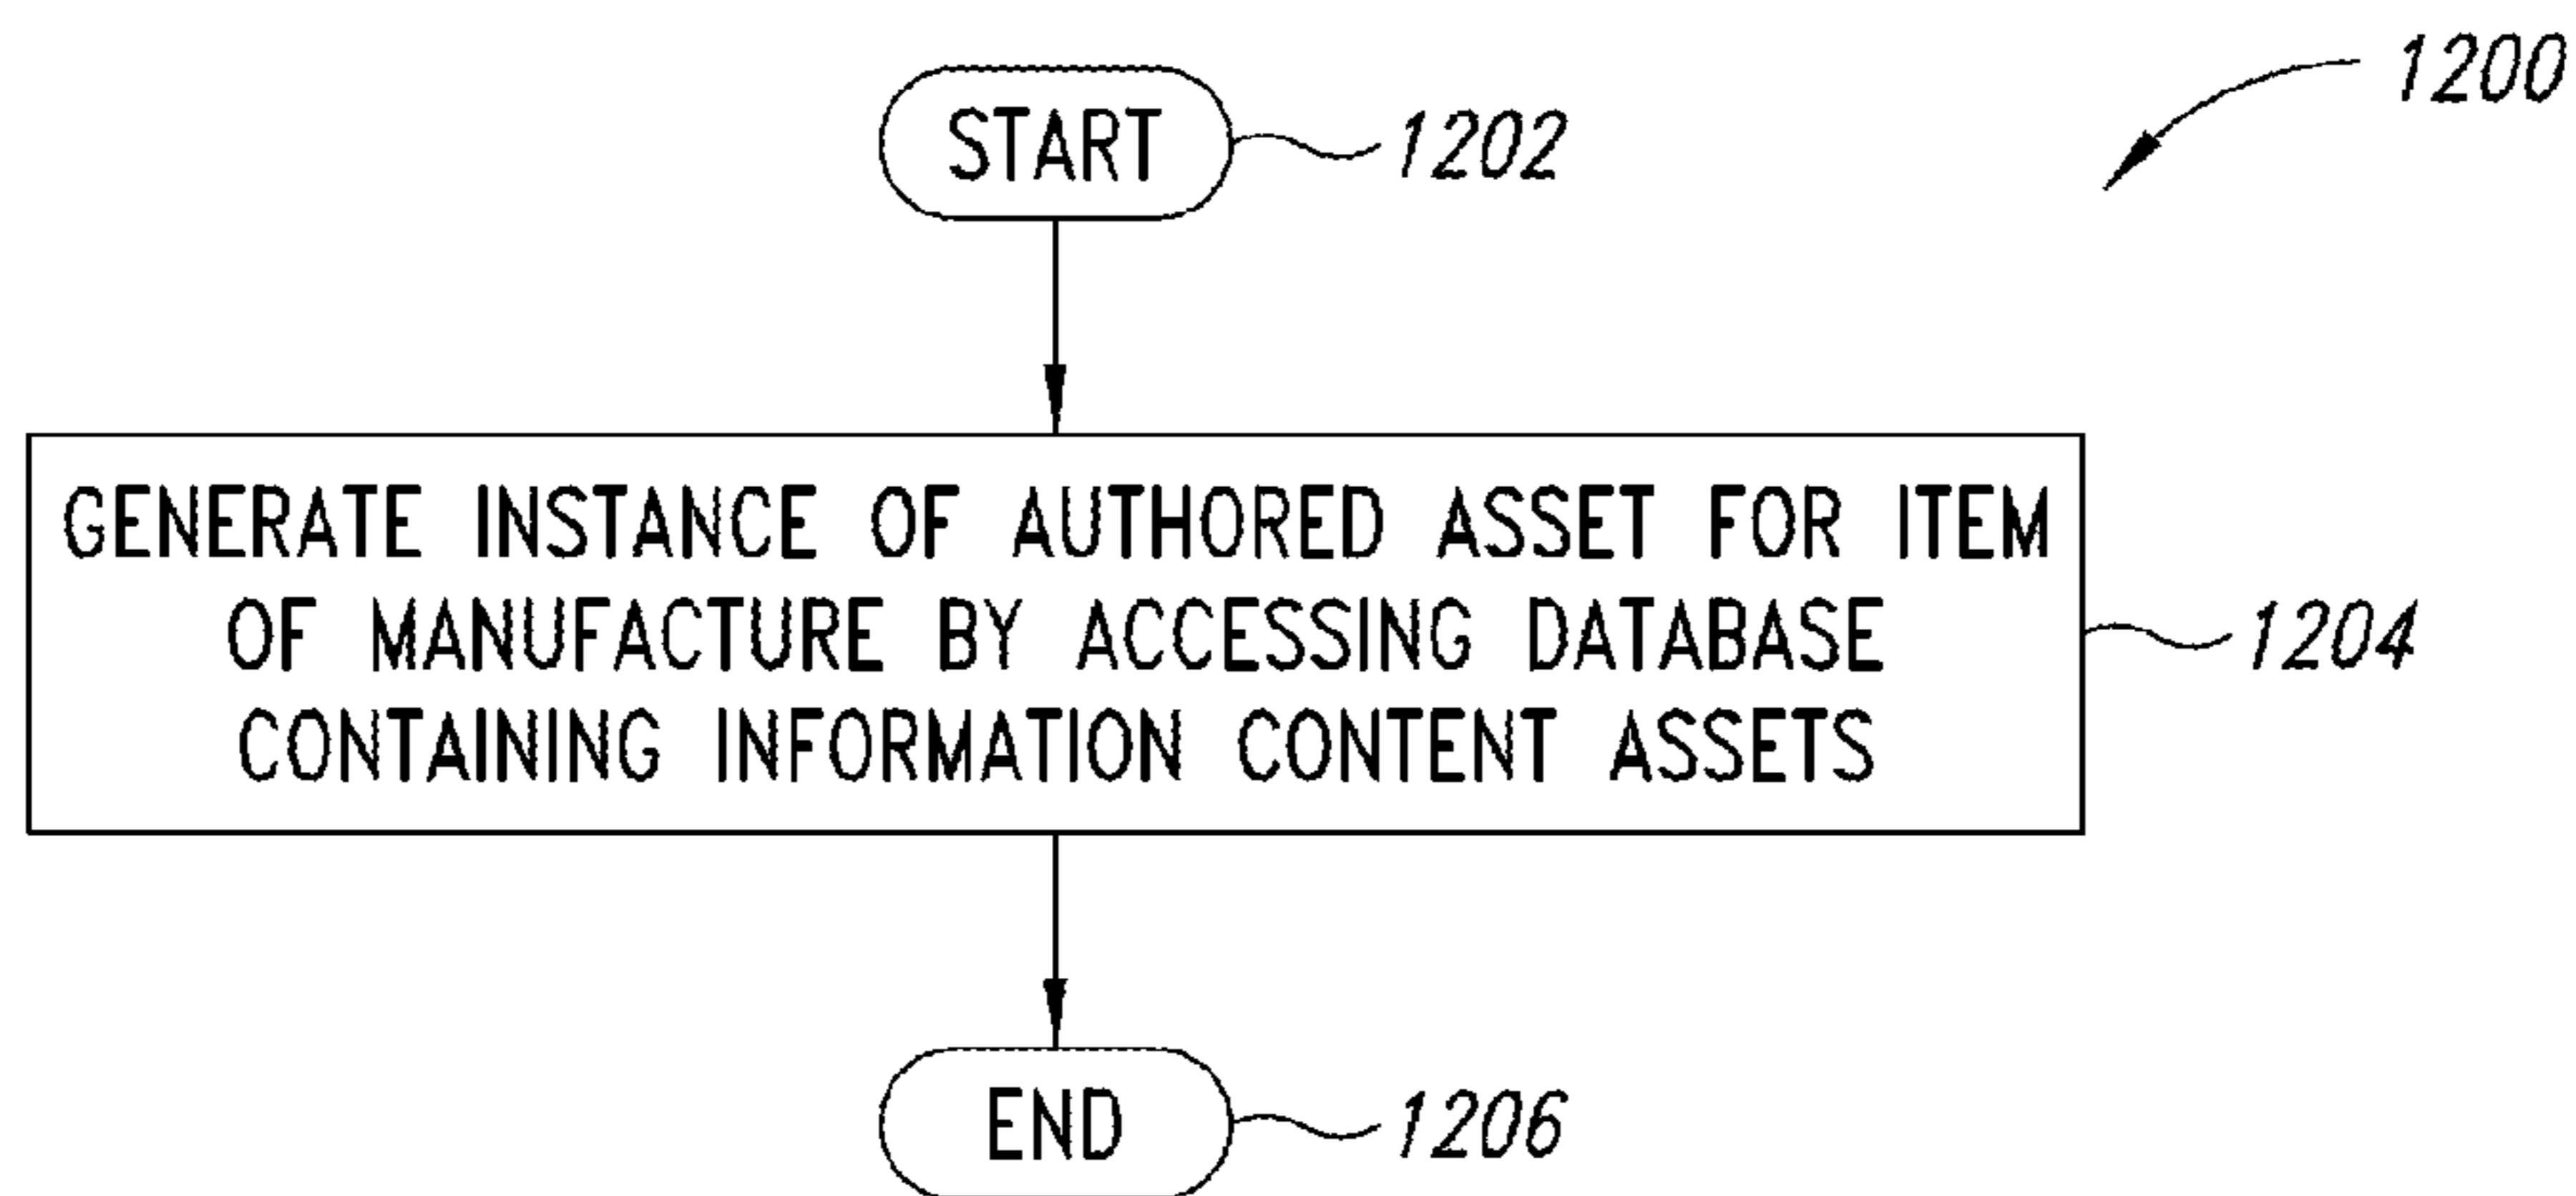 1200
START
1202
GENERATE INSTANCE OF AUTHORED ASSET FOR ITEM
OF MANUFACTURE BY ACCESSING DATABASE
CONTAINING INFORMATION CONTENT ASSETS
1204
END
1206